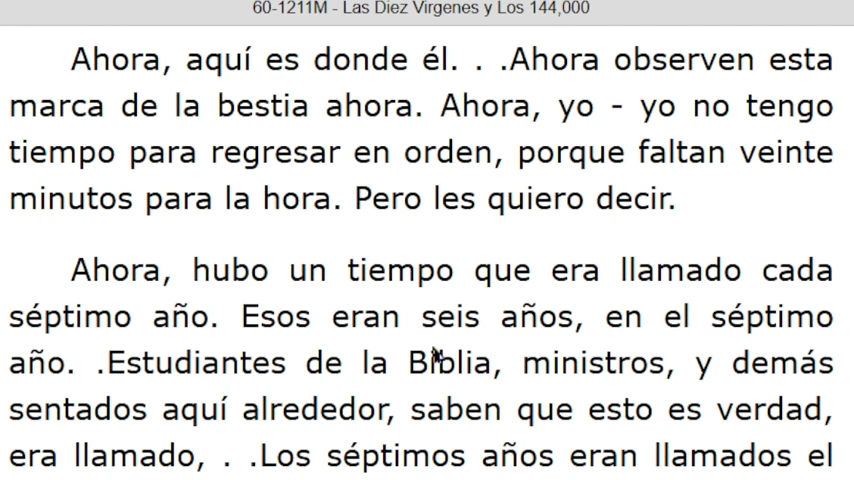 60-1211M - Las Diez Virgenes y Los 144,000
Ahora, aquí es donde él. . .Ahora observen esta
marca de la bestia ahora. Ahora, yo - yo no tengo
tiempo para regresar en orden, porque faltan veinte
minutos para la hora. Pero les quiero decir.
Ahora, hubo un tiempo que era llamado cada
séptimo año. Esos eran seis años, en el séptimo
año. .Estudiantes de la Biblia, ministros, y demás
sentados aquí alrededor, saben que esto es verdad,
era llamado, . .Los séptimos años eran llamados el